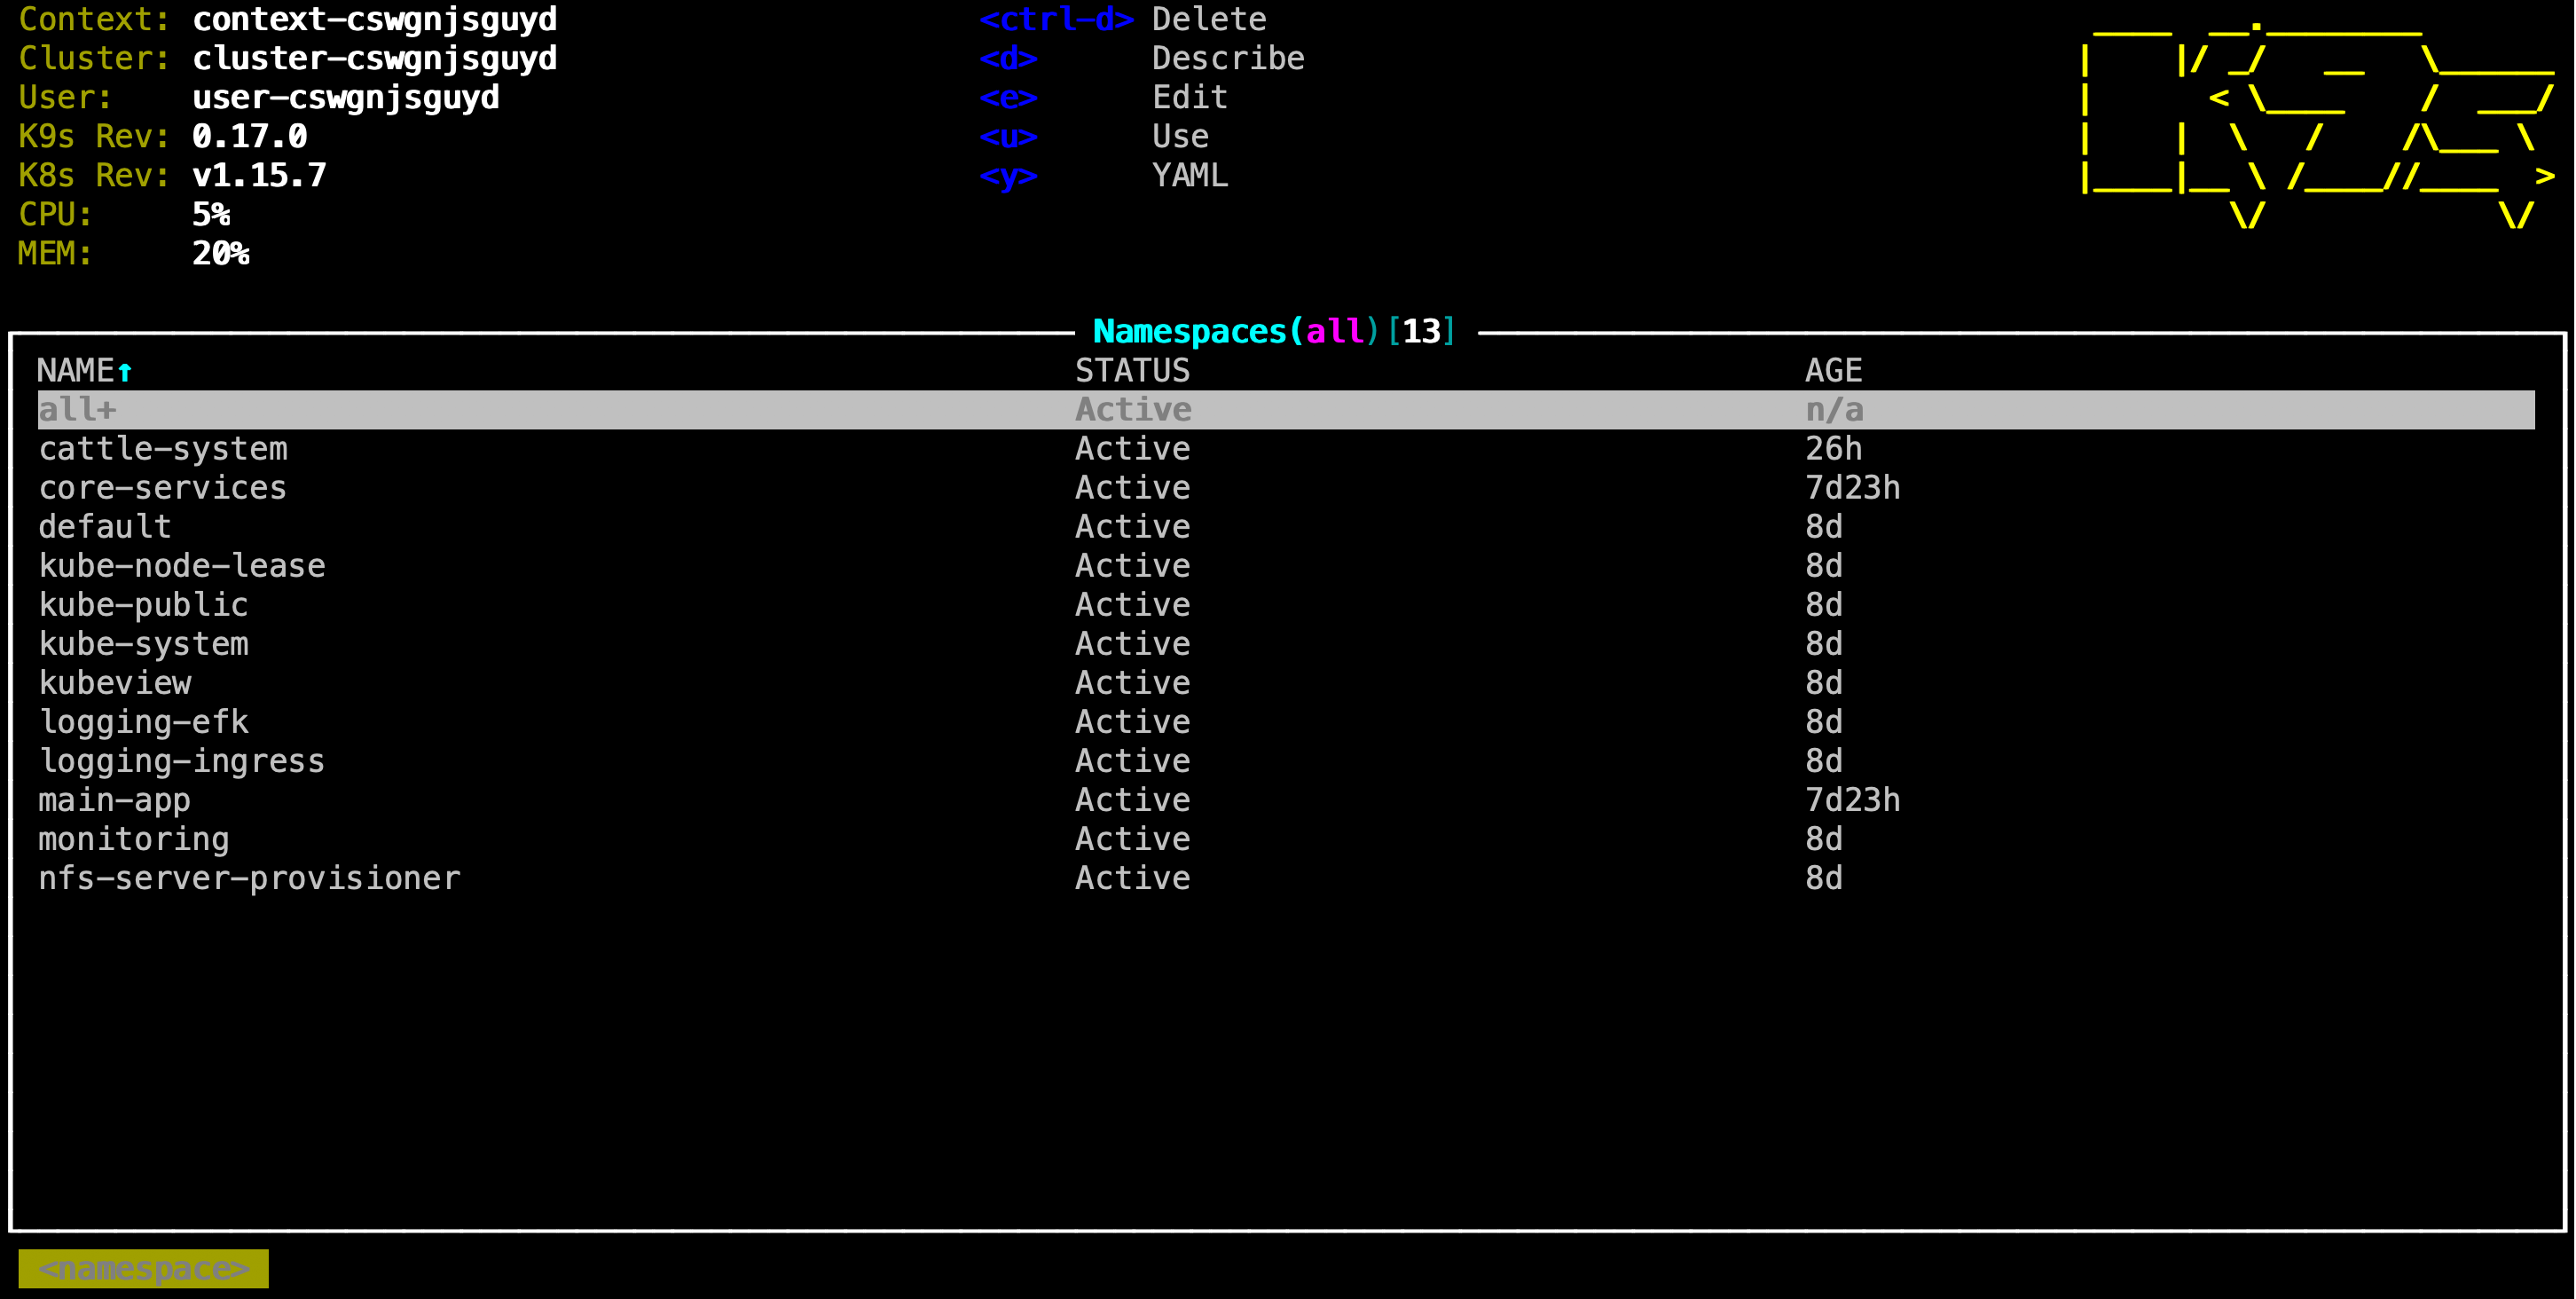 Context: context-cswgnjsguyd
Cluster: cluster-cswgnjsguyd
User: user-cswgnjsguyd
K9s Rev: 0.17.0
K8s Rev: v1.15.7
CPU: 5%
MEM: 20%
<ctrl-d> Delete
<d> Describe
<e> Edit
<u> Use
<y> YAML
Namespaces(all)[13]
NAME↑ STATUS AGE
all+ Active n/a
cattle-system Active 26h
core-services Active 7d23h
default Active 8d
kube-node-lease Active 8d
kube-public Active 8d
kube-system Active 8d
kubeview Active 8d
logging-efk Active 8d
logging-ingress Active 8d
main-app Active 7d23h
monitoring Active 8d
nfs-server-provisioner Active 8d
<namespace>